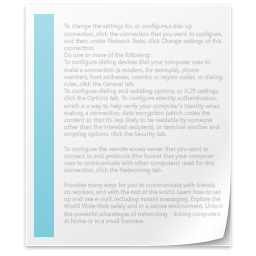 To change the settings for, or configure,a dial-up
connection, click the connection that you want to configure,
and then, under Network Tasks, click Change settings of this
connection.
Do one or more of the following:
To configure dialing devices that your computer uses to
make a connection (a modem, for example), phone
numbers, host addresses, country or region codes, or dialing
rules, click the General tab.
To configure dialing and redialing options, or X.25 settings,
click the Options tab. To configure identity authentication,
which is a way to help verify your computer's identity when
making a connection, data encryption (which codes the
content so that it's less likely to be readable by someone
other than the intended recipient), or terminal window and
scripting options, click the Security tab.
To configure the remote access server that you want to
connect to and protocols (the format that your computer
uses to communicate with other computers) used for this
connection, click the Networking tab.
Provides many ways for you to communicate with friends,
co-workers, and with the rest of the world. Learn how to set
up and use e-mail, including instant messaging. Explore the
World Wide Web safely and in a secure environment. Unlock
the powerful advantages of networking - linking computers
at home or in a small business.